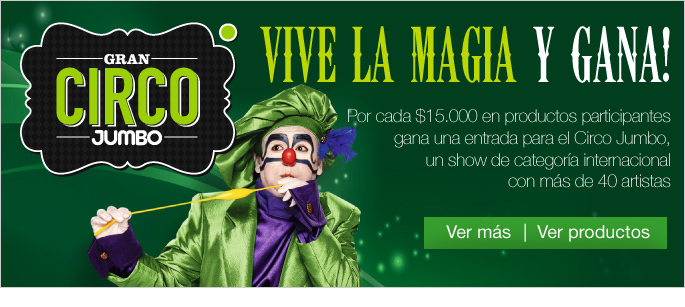 GRAN
CIRCO
JUMBO
VIVE LA MAGIA Y GANA!
Por cada $15.000 en productos participantes
gana una entrada para el Circo Jumbo,
un show de categoría internacional
con más de 40 artistas
Ver más | Ver productos